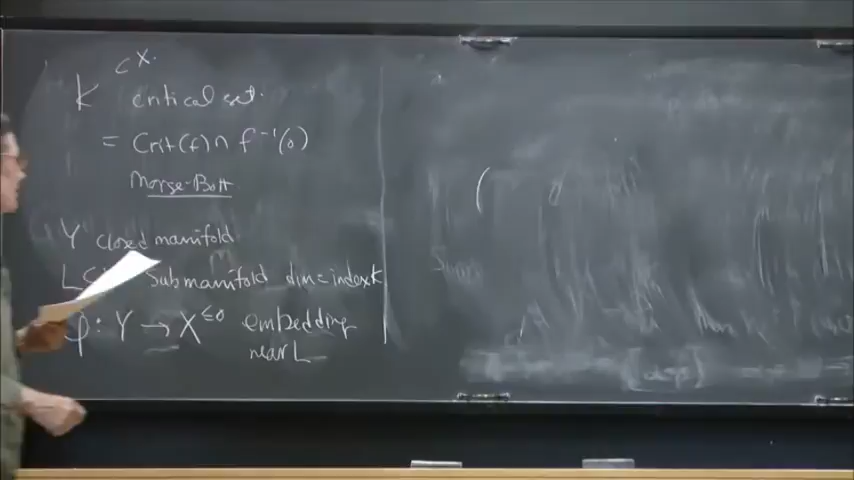 K ⊂ X.
critical set.
= Crit(f) ∩ f⁻¹(0)
Morse-Bott
Y closed manifold
L ⊂ submanifold dim = index K
φ: Y → X^{≤0} embedding
near L